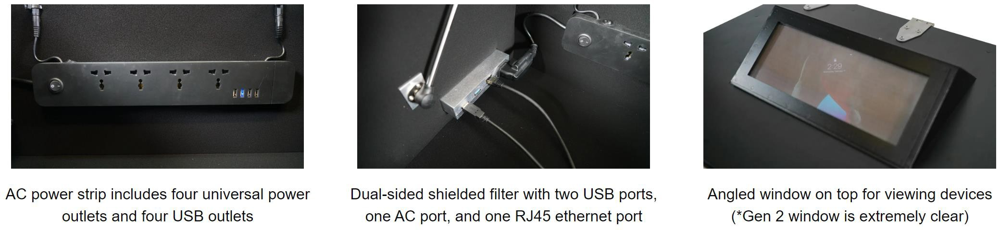 2:29
AC power strip includes four universal power
outlets and four USB outlets
Dual-sided shielded filter with two USB ports,
one AC port, and one RJ45 ethernet port
Angled window on top for viewing devices
(*Gen 2 window is extremely clear)